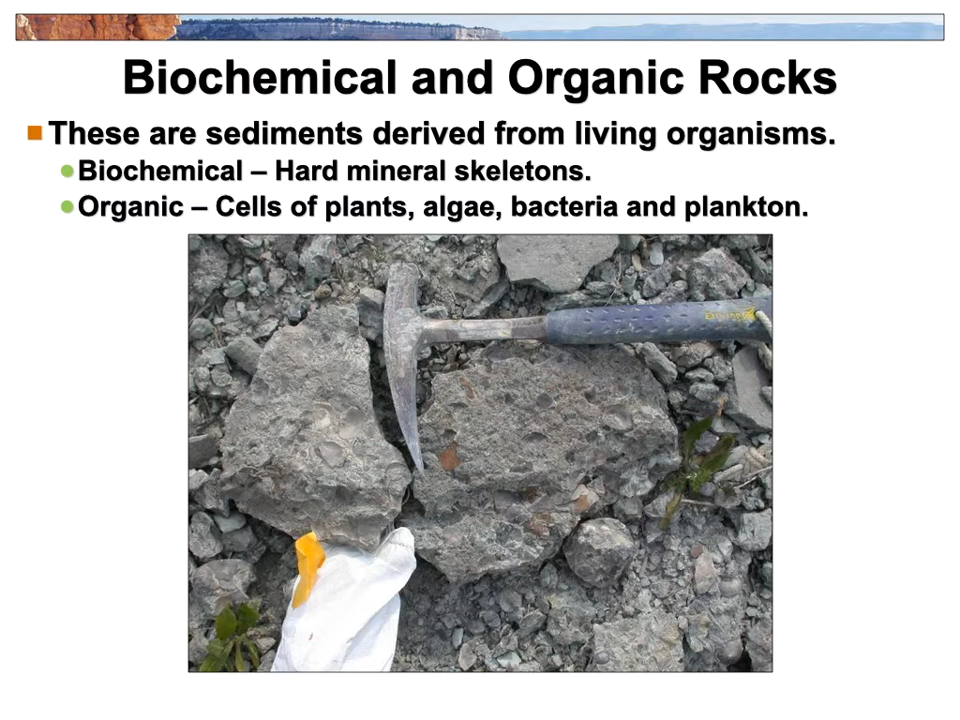 Biochemical and Organic Rocks
These are sediments derived from living organisms.
Biochemical – Hard mineral skeletons.
Organic – Cells of plants, algae, bacteria and plankton.